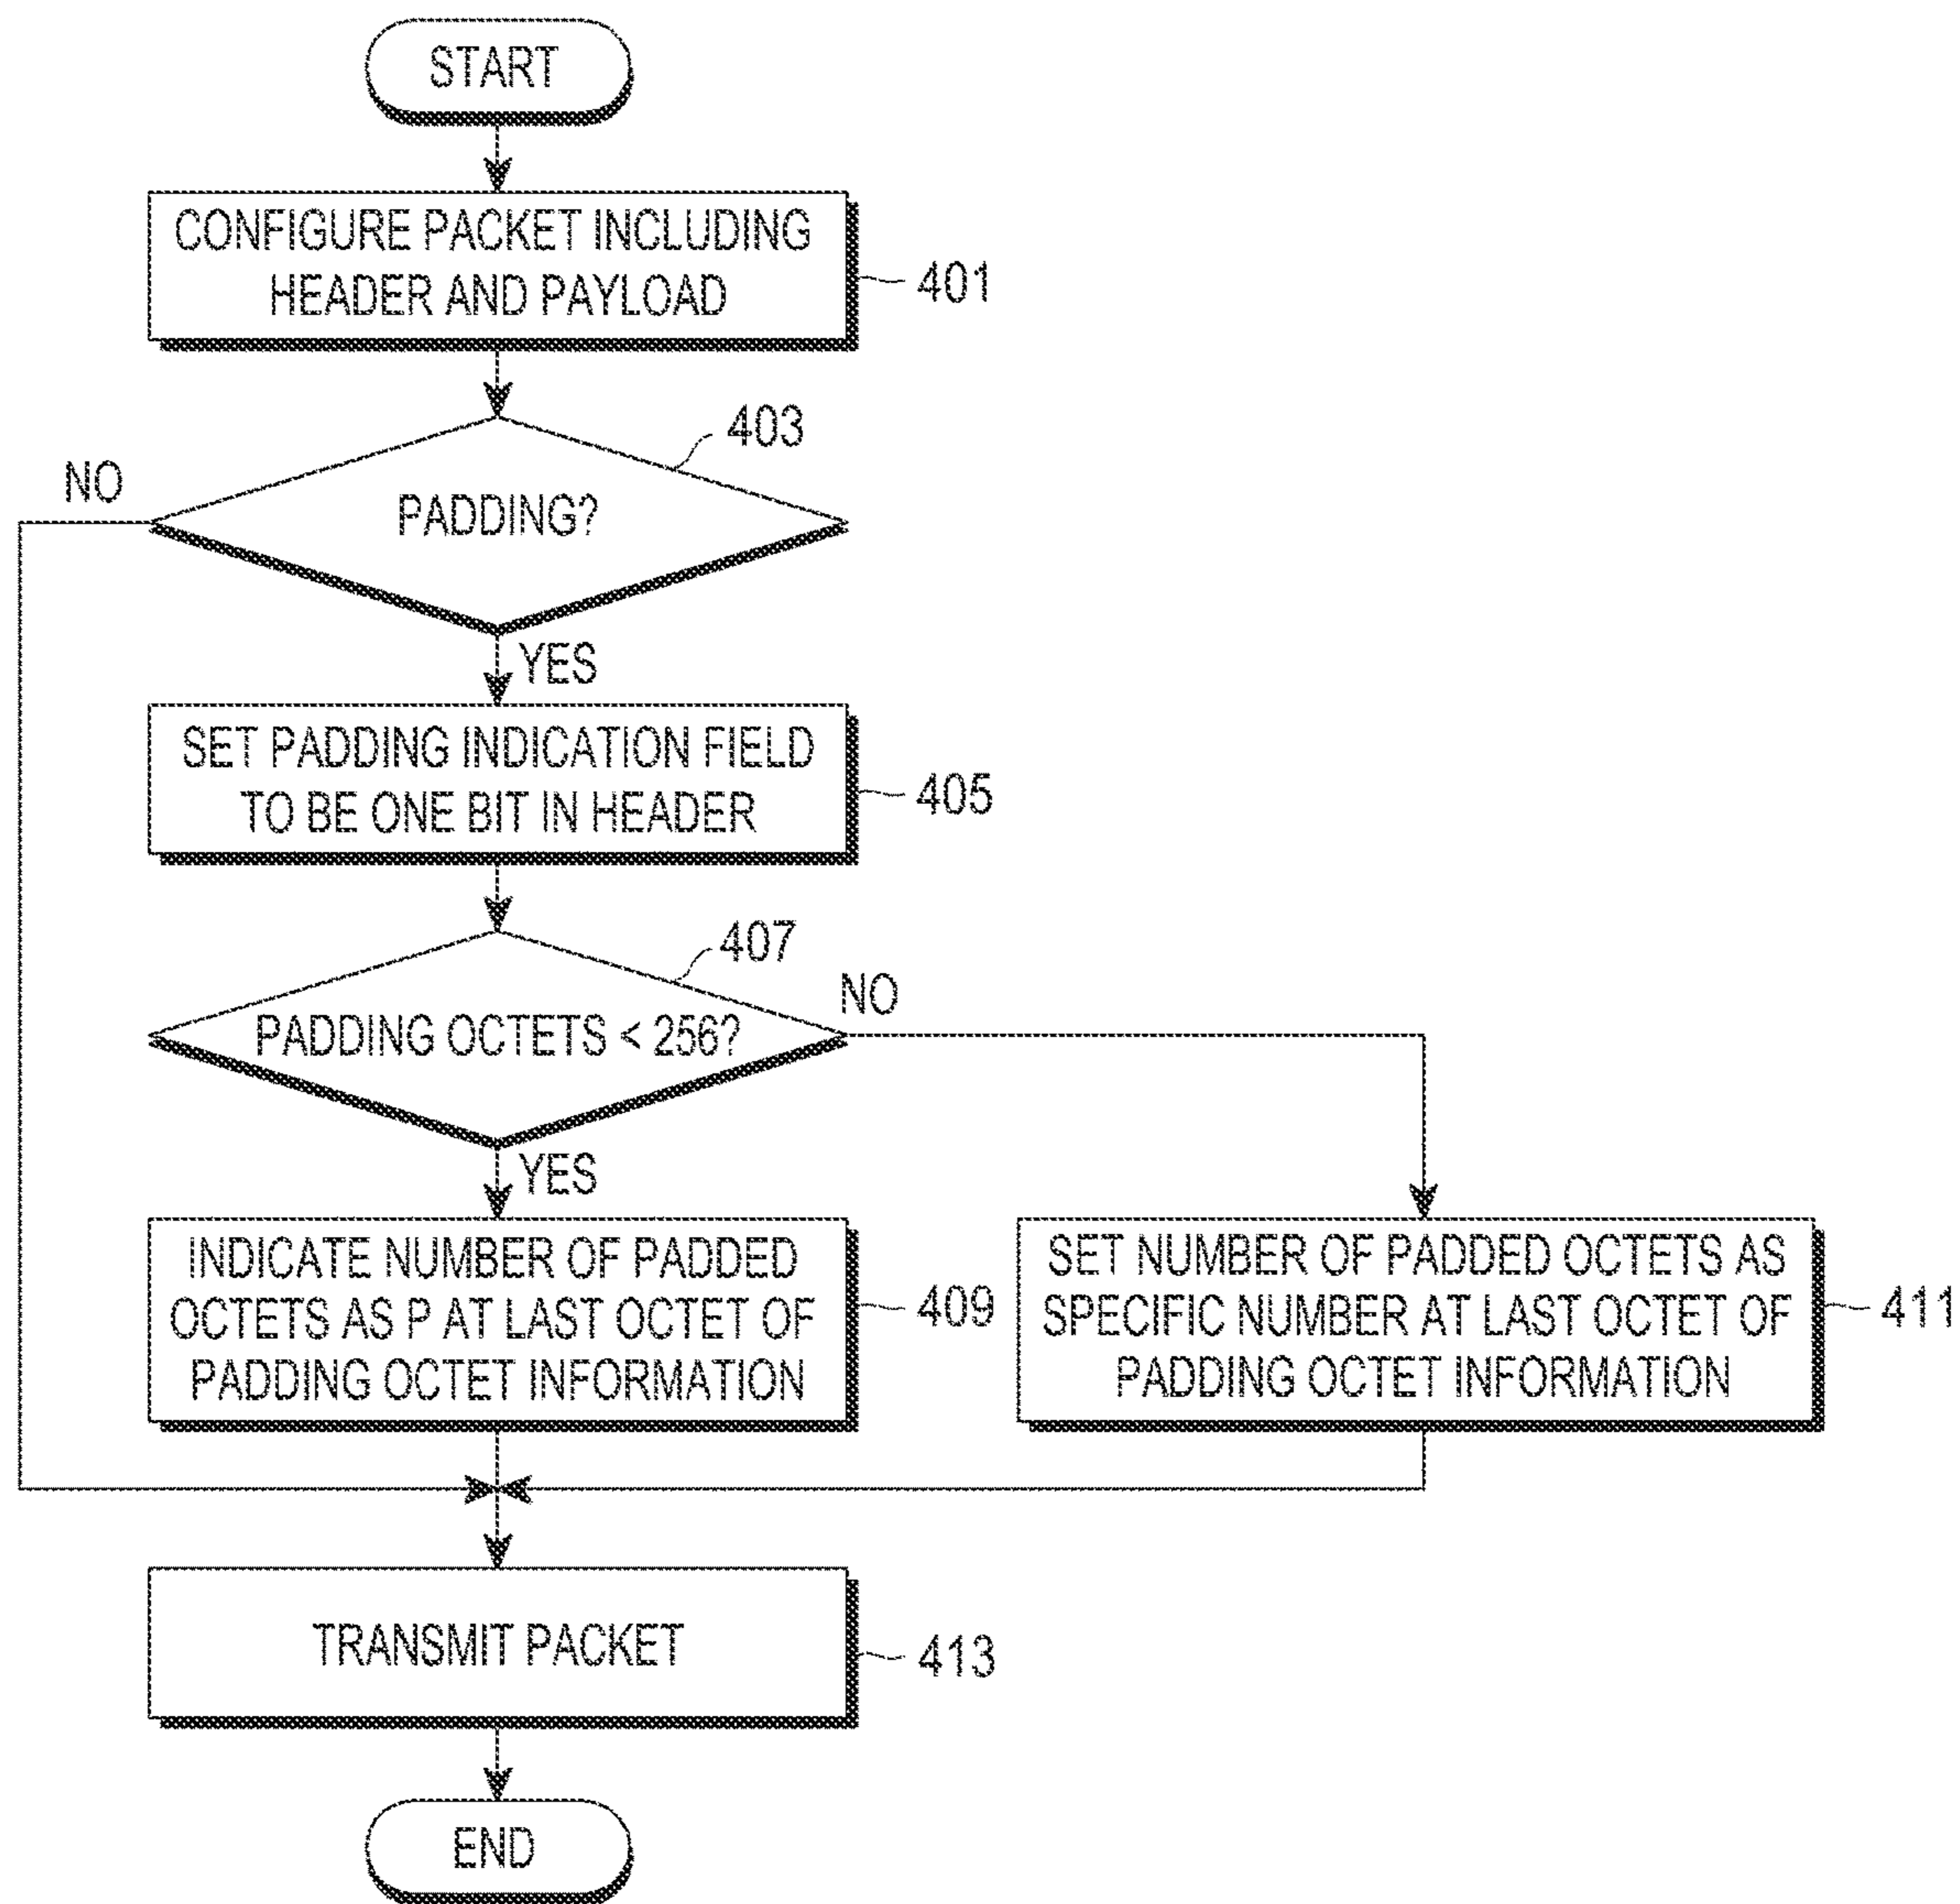 START
CONFIGURE PACKET INCLUDING
HEADER AND PAYLOAD
401
403
NO
PADDING?
YES
SET PADDING INDICATION FIELD
TO BE ONE BIT IN HEADER
405
407
NO
PADDING OCTETS < 256?
YES
INDICATE NUMBER OF PADDED
OCTETS AS P AT LAST OCTET OF
PADDING OCTET INFORMATION
409
SET NUMBER OF PADDED OCTETS AS
SPECIFIC NUMBER AT LAST OCTET OF
PADDING OCTET INFORMATION
411
TRANSMIT PACKET
413
END